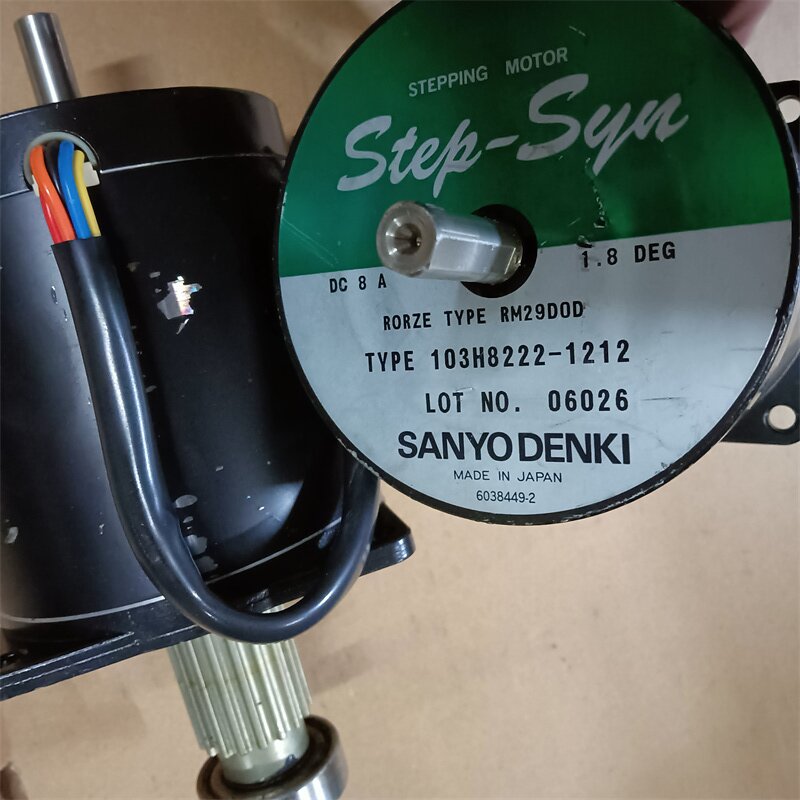 STEPPING MOTOR
Step-Syn
DC 8 A
1.8 DEG
RORZE TYPE RM29D0D
TYPE 103H8222-1212
LOT NO. 06026
SANYO DENKI
MADE IN JAPAN
6038449-2